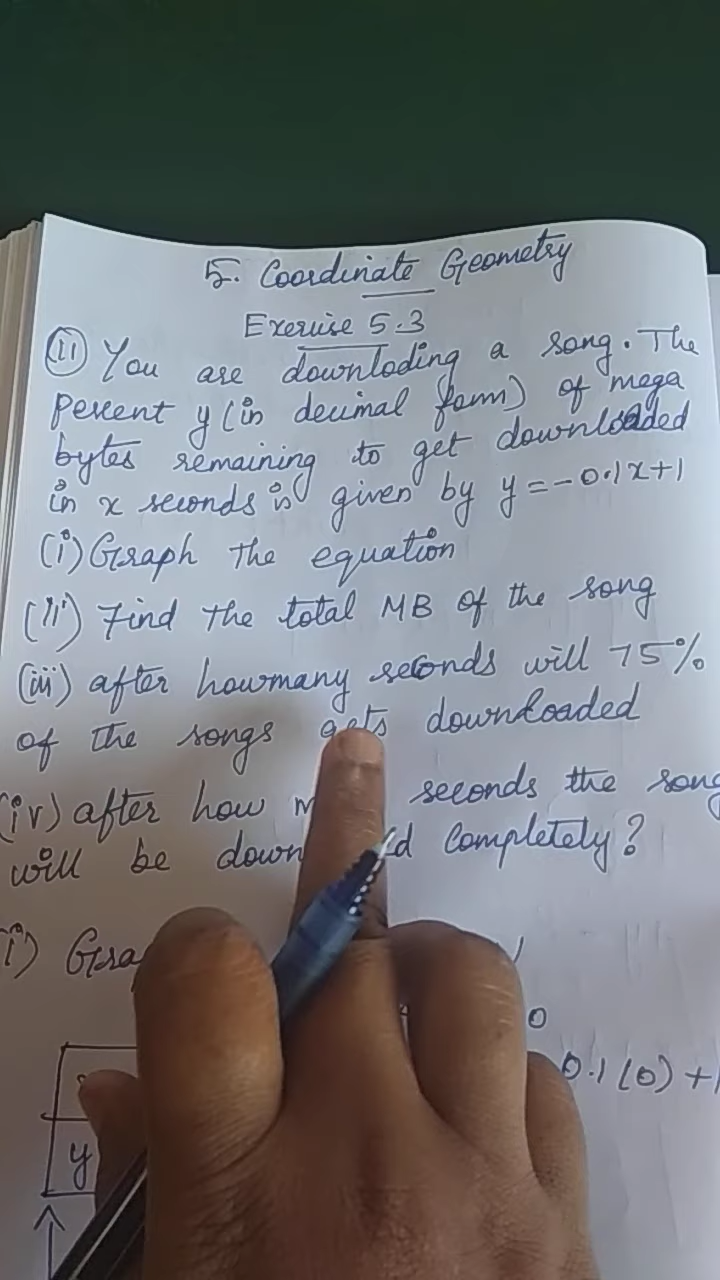 5. Coordinate Geometry
Exercise 5.3
(11) You are downloding a song. The
percent y (in decimal form) of mega
bytes remaining to get downloaded
in x seconds is given by y = -0.1x+1
(i) Graph the equation
(ii) Find the total MB of the song
(iii) after howmany seconds will 75%
of the songs gets downloaded
(iv) after how seconds the song
will be completely?
i)
0
0.1(0) +
y